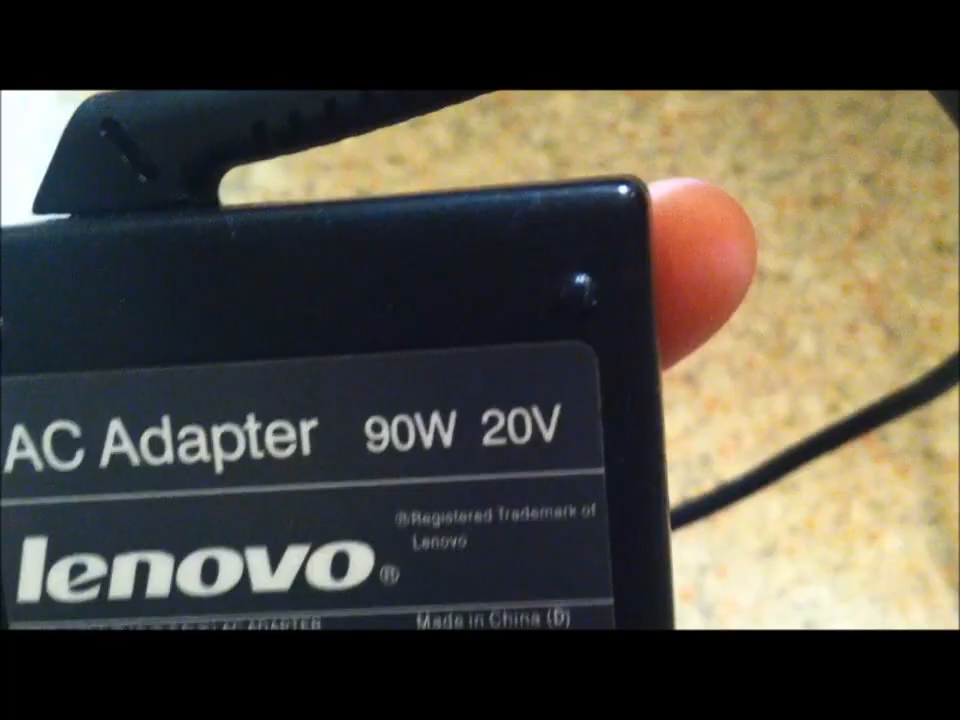 AC Adapter 90W 20V
®Registered Trademark of
Lenovo
lenovo®
Made in China (D)